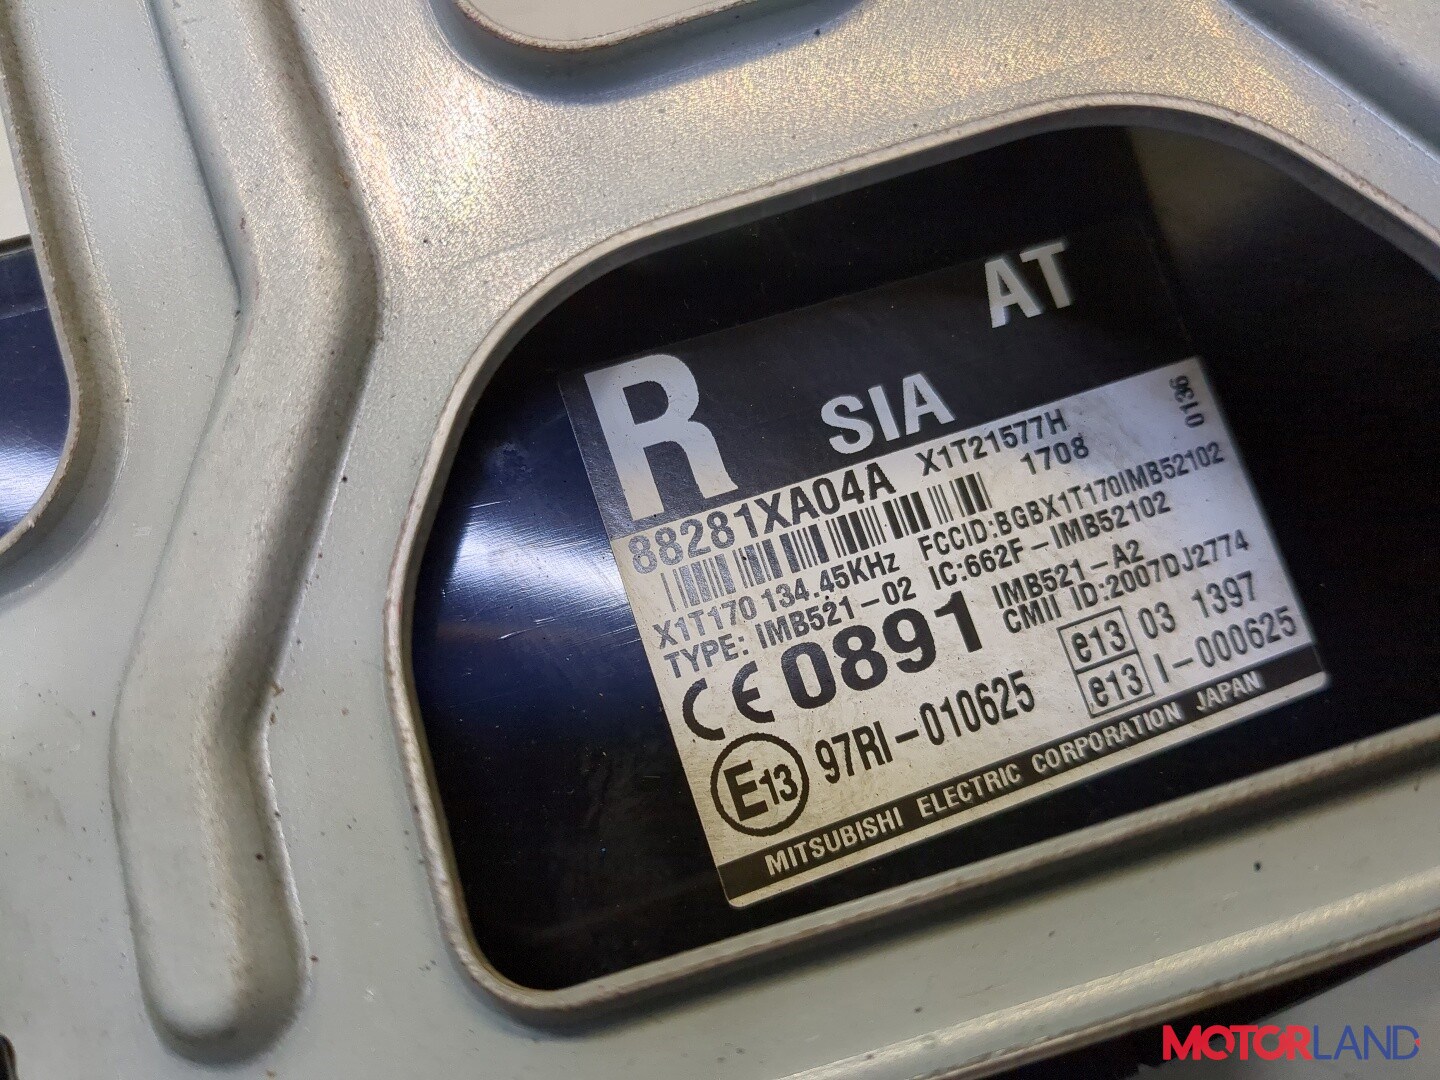 AT
R
SIA
88281XA04A X1T21577H
1708
0136
X1T170 134.45KHz FCCID:BGBX1T170IMB52102
TYPE: IMB521-02 IC:662F-IMB52102
CE0891 IMB521-A2
CMII ID:2007DJ2774
e13 03 1397
E13 97RI-010625 e13 I-000625
MITSUBISHI ELECTRIC CORPORATION JAPAN
MOTORLAND